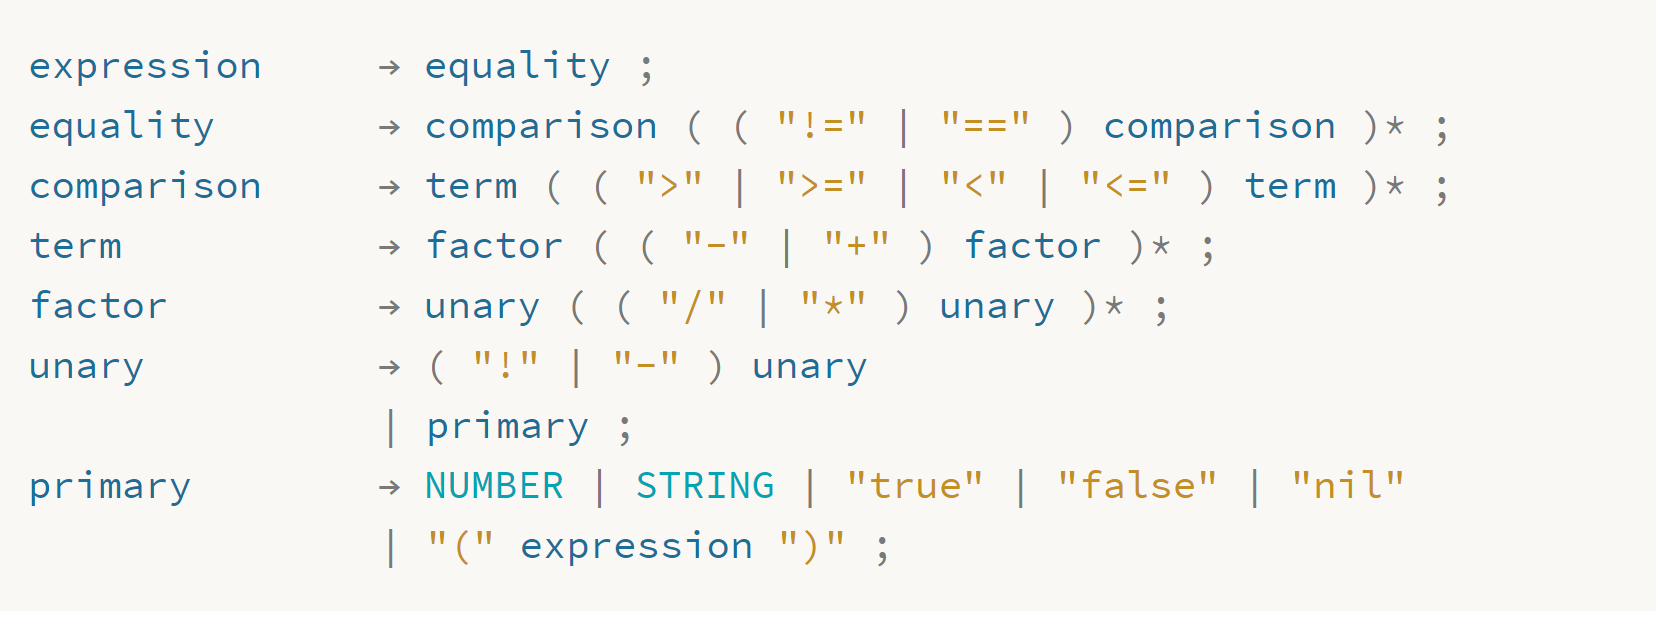 expression → equality ;
equality → comparison ( ( "!=" | "==" ) comparison )* ;
comparison → term ( ( ">" | ">=" | "<" | "<=" ) term )* ;
term → factor ( ( "-" | "+" ) factor )* ;
factor → unary ( ( "/" | "*" ) unary )* ;
unary → ( "!" | "-" ) unary
| primary ;
primary → NUMBER | STRING | "true" | "false" | "nil"
| "(" expression ")" ;